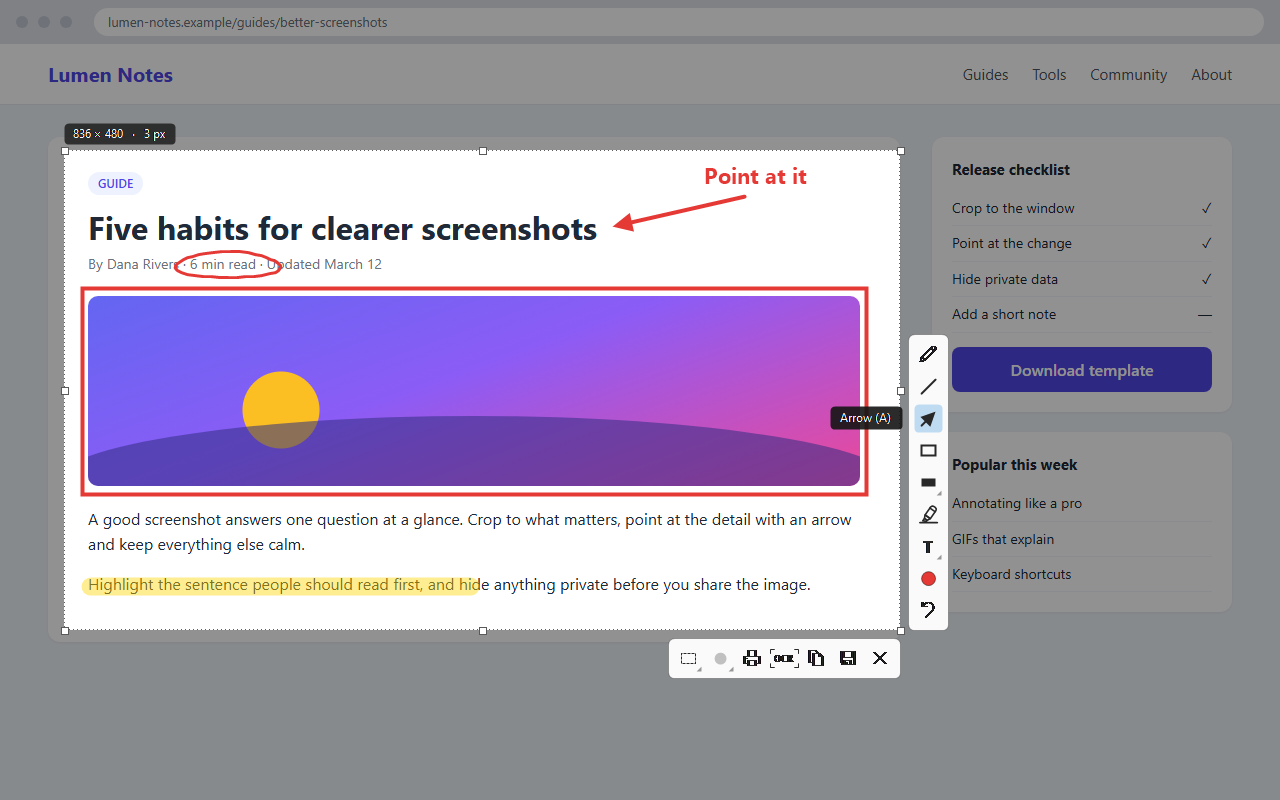 lumen-notes.example/guides/better-screenshots
Lumen Notes
Guides Tools Community About
836 × 480 · 3 px
GUIDE
Point at it
Five habits for clearer screenshots
By Dana Rivers · 6 min read · Updated March 12
A good screenshot answers one question at a glance. Crop to what matters, point at the detail with an arrow
and keep everything else calm.
Highlight the sentence people should read first, and hide anything private before you share the image.
Release checklist
Crop to the window ✓
Point at the change ✓
Hide private data ✓
Add a short note —
Download template
Arrow (A)
T
Popular this week
Annotating like a pro
GIFs that explain
Keyboard shortcuts
OCR